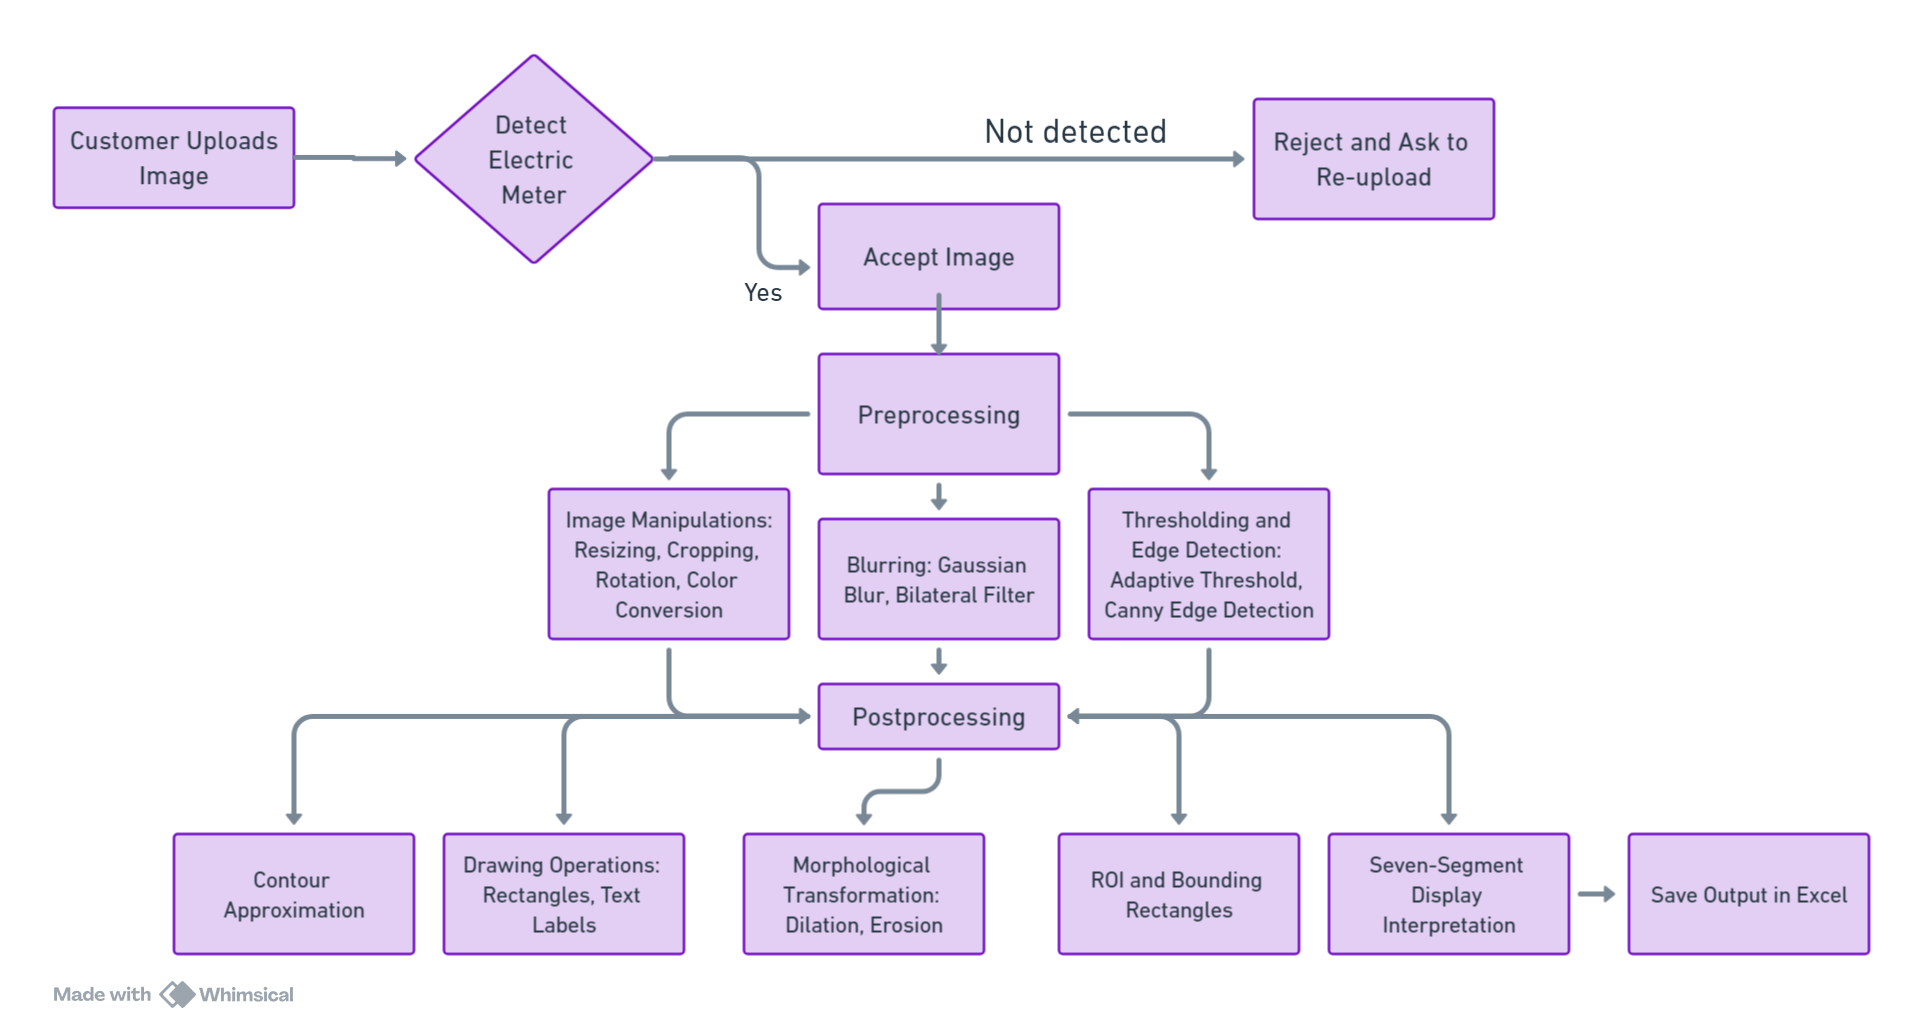 Customer Uploads
Image
Detect
Electric
Meter
Not detected
Reject and Ask to
Re-upload
Yes
Accept Image
Preprocessing
Image Manipulations:
Resizing, Cropping,
Rotation, Color
Conversion
Blurring: Gaussian
Blur, Bilateral Filter
Thresholding and
Edge Detection:
Adaptive Threshold,
Canny Edge Detection
Postprocessing
Contour
Approximation
Drawing Operations:
Rectangles, Text
Labels
Morphological
Transformation:
Dilation, Erosion
ROI and Bounding
Rectangles
Seven-Segment
Display
Interpretation
Save Output in Excel
Made with Whimsical